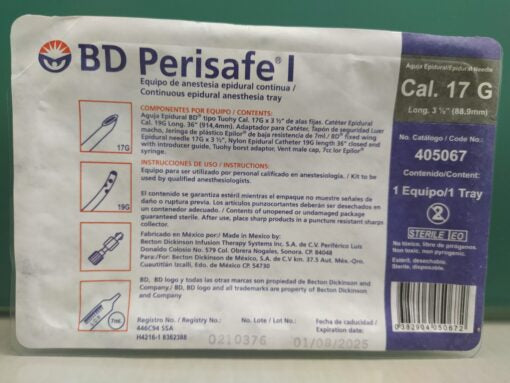 BD Perisafe® I
Equipo de anestesia epidural continua /
Continuous epidural anesthesia tray
COMPONENTES POR EQUIPO / CONTENTS:
Aguja Epidural BD® tipo Tuohy Cal. 17G x 3 ½" de alas fijas. Catéter Epidural
Cal. 19G Long. 36" (914,4mm), Adaptador para Catéter, Tapón de seguridad Luer
macho, Jeringa de plástico Epilor® de baja resistencia de 7ml./ BD® fixed wing
Epidural needle 17G x 3 ½", Nylon Epidural Catheter 19G length 36" closed end
with introducer guide, Tuohy borst adaptor, Vent male cap, 7cc lor Epilor®
syringe.
17G
INSTRUCCIONES DE USO / INSTRUCTIONS:
Equipo para ser utilizado por personal calificado en anestesiología. / Kit to be
used by qualified anesthesiologists.
19G
El contenido se garantiza estéril mientras el empaque no muestre señales de
daño o ruptura previa. Los artículos punzocortantes deberán ser desechados en
un contenedor adecuado. / Contents of unopened or undamaged package
guaranteed sterile. After use, place sharp products in a puncture resistant sharps
collector.
Fabricado en México por:/ Made in Mexico by:
Becton Dickinson Infusion Therapy Systems Inc, S.A. de C.V. Periférico Luis
Donaldo Colosio No. 579 Col. Obrera Nogales, Sonora. CP. 84048
Para:/For: Becton Dickinson de México, S.A. de C.V km. 37.5 Aut. Méx.-Qro.
Cuautitlán Izcalli, Edo. de México CP. 54730
BD, BD logo y todas las otras marcas son propiedad de Becton Dickinson and
Company./ BD, BD logo and all trademarks are property of Becton Dickinson
and Company
7mL
Registro No. / Registry No.:
446C94 SSA
H4216-1 8382388
No. Lote / Lot No.:
0210376
Fecha de caducidad /
Expiration date:
01/08/2025
Aguja Epidural/Epidural Needle
Cal. 17 G
Long. 3 ½" (88.9mm)
No. Catálogo / Code No.:
405067
Contenido/Content:
1 Equipo/1 Tray
2
STERILE EO
No tóxico, libre de pirógenos.
Non toxic, non pyrogenic.
Estéril, desechable.
Sterile, disposable.
0382904050672